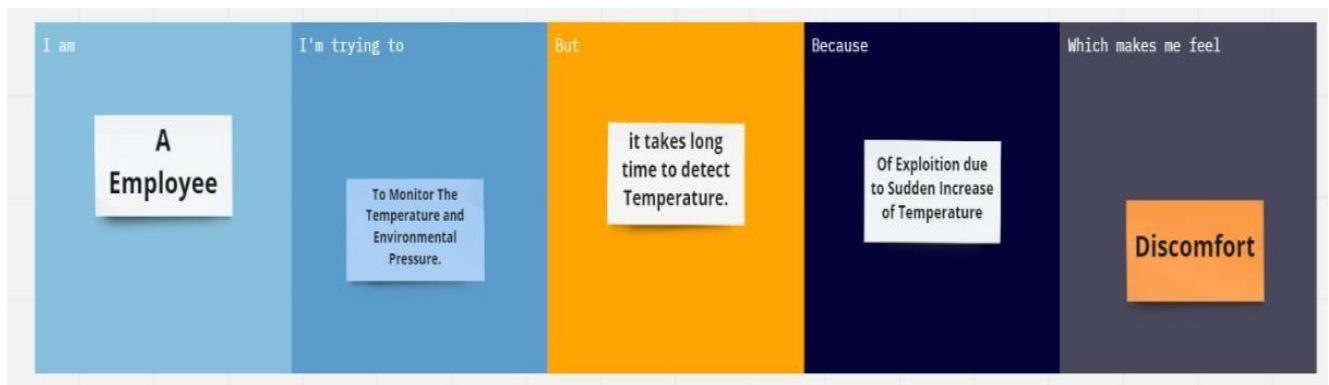 I am
A
Employee
I'm trying to
To Monitor The
Temperature and
Environmental
Pressure.
But
it takes long
time to detect
Temperature.
Because
Of Exploition due
to Sudden Increase
of Temperature
Which makes me feel
Discomfort